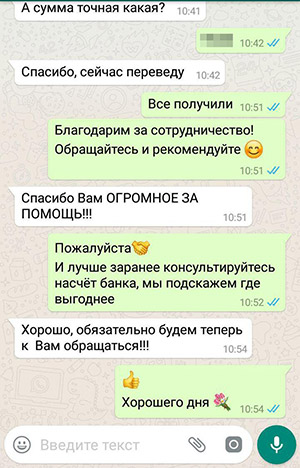 А сумма точная какая? 10:41
10:42
Спасибо, сейчас переведу 10:42
Все получили 10:51
Благодарим за сотрудничество!
Обращайтесь и рекомендуйте 😊
10:51
Спасибо Вам ОГРОМНОЕ ЗА
ПОМОЩЬ!!!
10:51
Пожалуйста🤝
И лучше заранее консультируйтесь
насчёт банка, мы подскажем где
выгоднее
10:52
Хорошо, обязательно будем теперь
к Вам обращаться!!!
10:54
👍
Хорошего дня 💐 10:54
Введите текст